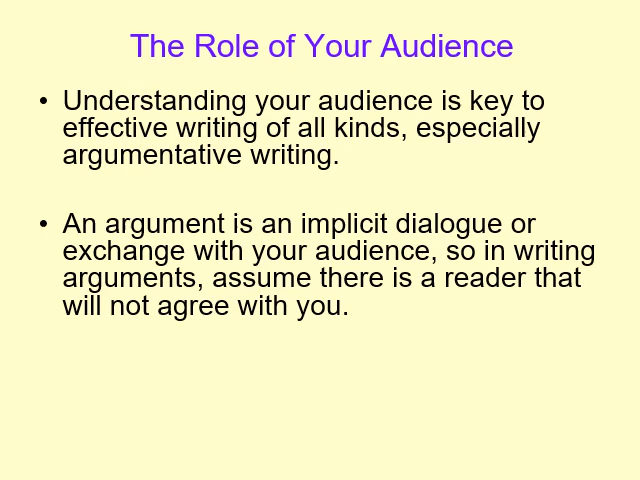 The Role of Your Audience
• Understanding your audience is key to
effective writing of all kinds, especially
argumentative writing.
• An argument is an implicit dialogue or
exchange with your audience, so in writing
arguments, assume there is a reader that
will not agree with you.